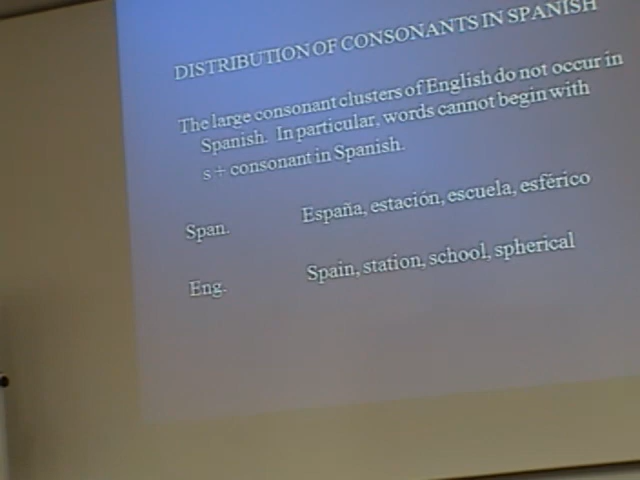 DISTRIBUTION OF CONSONANTS IN SPANISH
The large consonant clusters of English do not occur in
Spanish. In particular, words cannot begin with
s + consonant in Spanish.
Span. España, estación, escuela, esférico
Eng. Spain, station, school, spherical